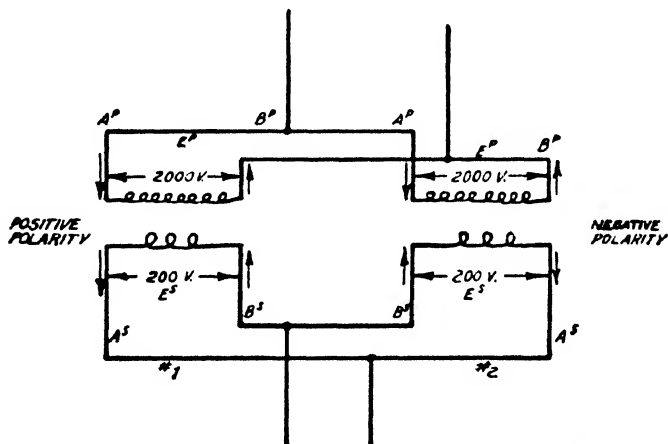 A^P B^P A^P
E^P E^P B^P
2000 V. 2000 V.
POSITIVE POLARITY
NEGATIVE POLARITY
200 V. 200 V.
E^S E^S
B^S B^S
A^S A^S
#1 #2